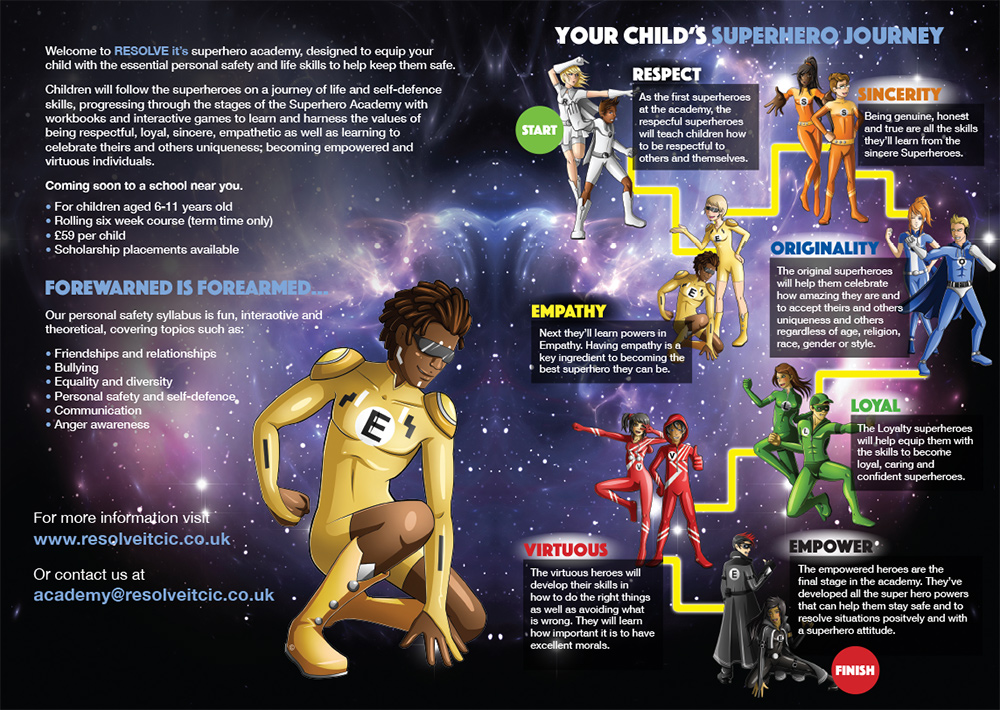 Welcome to RESOLVE it's superhero academy, designed to equip your
child with the essential personal safety and life skills to help keep them safe.
Children will follow the superheroes on a journey of life and self-defence
skills, progressing through the stages of the Superhero Academy with
workbooks and interactive games to learn and harness the values of
being respectful, loyal, sincere, empathetic as well as learning to
celebrate theirs and others uniqueness; becoming empowered and
virtuous individuals.
Coming soon to a school near you.
• For children aged 6-11 years old
• Rolling six week course (term time only)
• £59 per child
• Scholarship placements available
FOREWARNED IS FOREARMED...
Our personal safety syllabus is fun, interactive and
theoretical, covering topics such as:
• Friendships and relationships
• Bullying
• Equality and diversity
• Personal safety and self-defence
• Communication
• Anger awareness
E
For more information visit
www.resolveitcic.co.uk
Or contact us at
academy@resolveitcic.co.uk
YOUR CHILD'S SUPERHERO JOURNEY
START
RESPECT
As the first superheroes
at the academy, the
respecful superheroes
will teach children how
to be respectful to
others and themselves.
S
S
SINCERITY
Being genuine, honest
and true are all the skills
they'll learn from the
sincere Superheroes.
E
E
EMPATHY
Next they'll learn powers in
Empathy. Having empathy is a
key ingredient to becoming the
best superhero they can be.
O
ORIGINALITY
The original superheroes
will help them celebrate
how amazing they are and
to accept theirs and others
uniqueness and others
regardless of age, religion,
race, gender or style.
L
L
LOYAL
The Loyalty superheroes
will help equip them with
the skills to become
loyal, caring and
confident superheroes.
V
V
VIRTUOUS
The virtuous heroes will
develop their skills in
how to do the right things
as well as avoiding what
is wrong. They will learn
how important it is to have
excellent morals.
E
EMPOWER
The empowered heroes are the
final stage in the academy. They've
developed all the super hero powers
that can help them stay safe and to
resolve situations positvely and with
a superhero attitude.
FINISH